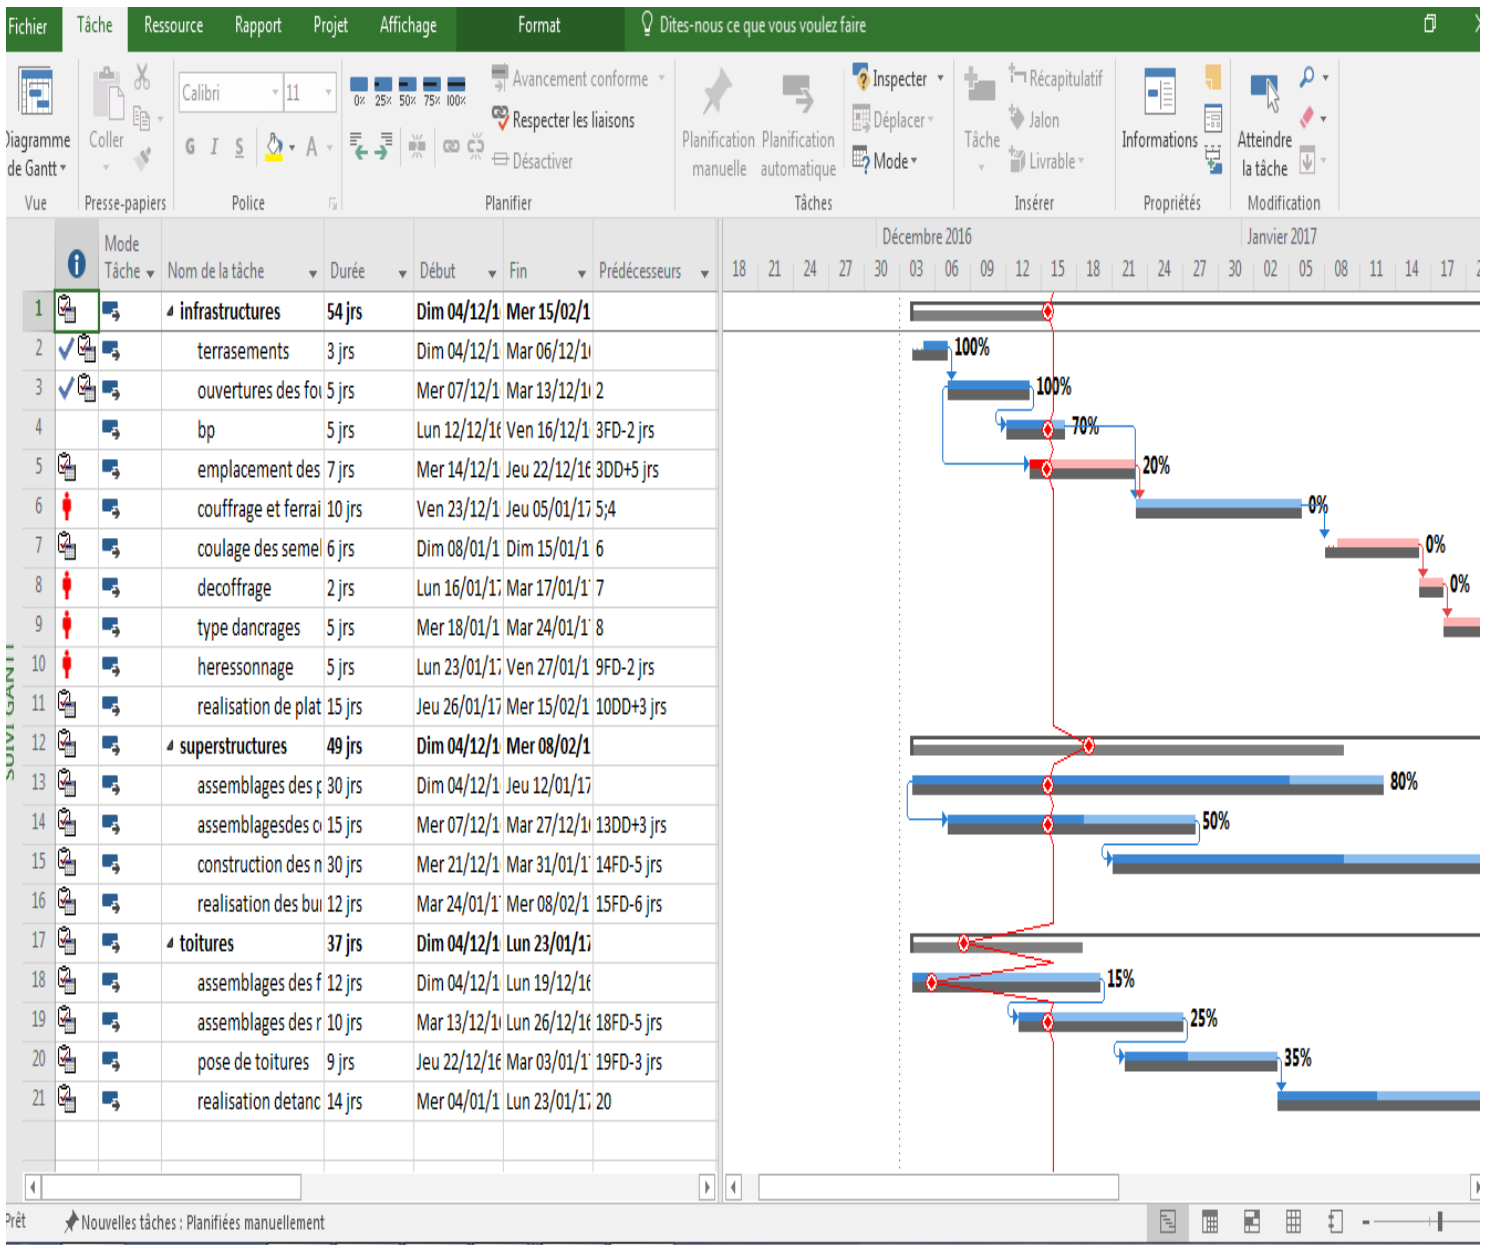 Fichier Tâche Ressource Rapport Projet Affichage Format Dites-nous ce que vous voulez faire
Diagramme de Gantt
Vue
Coller
Presse-papiers
Calibri 11
G I S A
Police
0% 25% 50% 75% 100%
Avancement conforme
Respecter les liaisons
Désactiver
Planifier
Planification manuelle
Planification automatique
Inspecter
Déplacer
Mode
Tâches
Tâche
Récapitulatif
Jalon
Livrable
Insérer
Informations
Propriétés
Atteindre la tâche
Modification
Mode Tâche Nom de la tâche Durée Début Fin Prédécesseurs
Décembre 2016 Janvier 2017
18 21 24 27 30 03 06 09 12 15 18 21 24 27 30 02 05 08 11 14 17 2
1 infrastructures 54 jrs Dim 04/12/1 Mer 15/02/1
2 terrasements 3 jrs Dim 04/12/1 Mar 06/12/1 100%
3 ouvertures des fou 5 jrs Mer 07/12/1 Mar 13/12/1 2 100%
4 bp 5 jrs Lun 12/12/16 Ven 16/12/1 3FD-2 jrs 70%
5 emplacement des 7 jrs Mer 14/12/1 Jeu 22/12/16 3DD+5 jrs 20%
6 couffrage et ferrai 10 jrs Ven 23/12/1 Jeu 05/01/17 5;4 0%
7 coulage des semel 6 jrs Dim 08/01/1 Dim 15/01/1 6 0%
8 decoffrage 2 jrs Lun 16/01/17 Mar 17/01/1 7 0%
9 type dancrages 5 jrs Mer 18/01/1 Mar 24/01/1 8
10 heressonnage 5 jrs Lun 23/01/17 Ven 27/01/1 9FD-2 jrs
11 realisation de plat 15 jrs Jeu 26/01/17 Mer 15/02/1 10DD+3 jrs
12 superstructures 49 jrs Dim 04/12/1 Mer 08/02/1
13 assemblages des p 30 jrs Dim 04/12/1 Jeu 12/01/17 80%
14 assemblagesdes c 15 jrs Mer 07/12/1 Mar 27/12/1 13DD+3 jrs 50%
15 construction des n 30 jrs Mer 21/12/1 Mar 31/01/1 14FD-5 jrs
16 realisation des bu 12 jrs Mar 24/01/1 Mer 08/02/1 15FD-6 jrs
17 toitures 37 jrs Dim 04/12/1 Lun 23/01/17
18 assemblages des f 12 jrs Dim 04/12/1 Lun 19/12/16 15%
19 assemblages des r 10 jrs Mar 13/12/1 Lun 26/12/16 18FD-5 jrs 25%
20 pose de toitures 9 jrs Jeu 22/12/16 Mar 03/01/1 19FD-3 jrs 35%
21 realisation detanc 14 jrs Mer 04/01/1 Lun 23/01/17 20
SUIVI GANTT
Prêt Nouvelles tâches : Planifiées manuellement